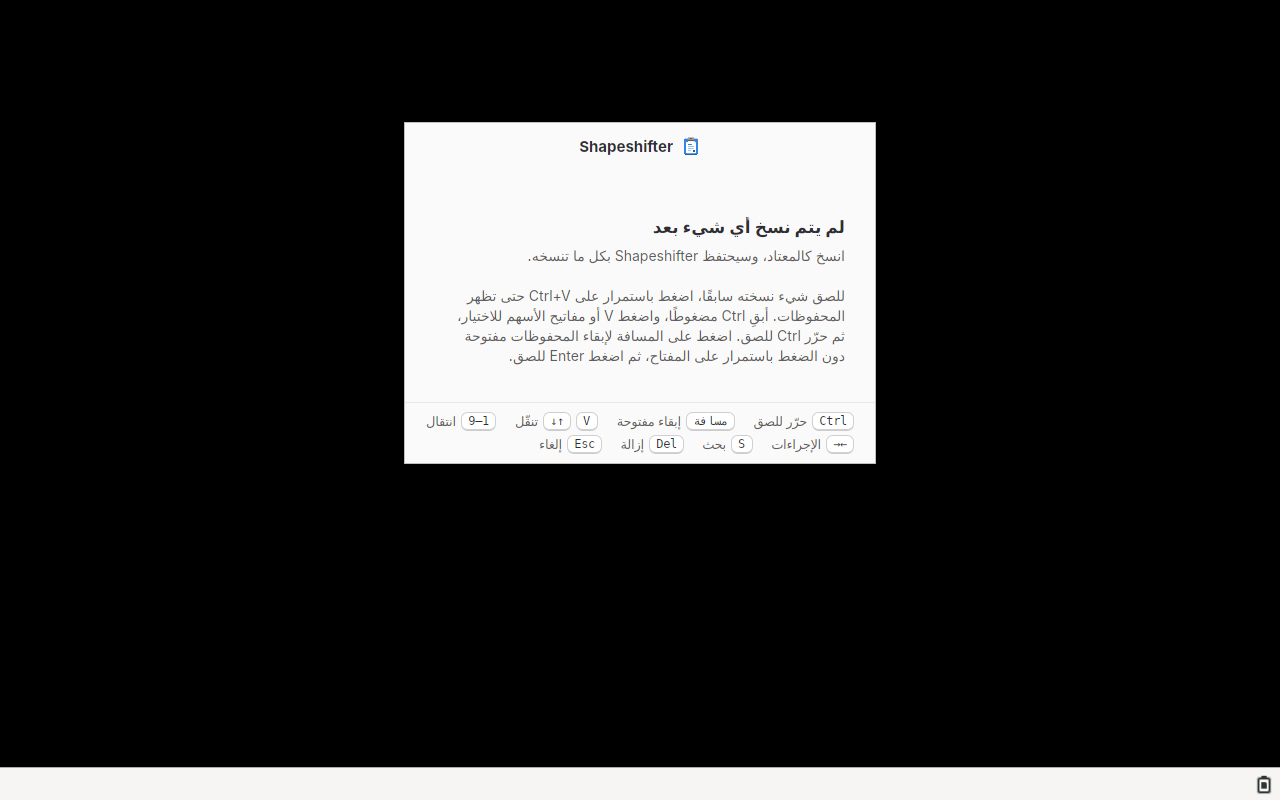 Shapeshifter
لم يتم نسخ أي شيء بعد
انسخ كالمعتاد، وسيحتفظ Shapeshifter بكل ما تنسخه.
للصق شيء نسخته سابقًا، اضغط باستمرار على Ctrl+V حتى تظهر
المحفوظات. أبقِ Ctrl مضغوطًا، واضغط V أو مفاتيح الأسهم للاختيار،
ثم حرّر Ctrl للصق. اضغط على المسافة لإبقاء المحفوظات مفتوحة
دون الضغط باستمرار على المفتاح، ثم اضغط Enter للصق.
Ctrl حرّر للصق مسافة إبقاء مفتوحة V ↑↓ تنقّل 1–9 انتقال
→← الإجراءات S بحث Del إزالة Esc إلغاء